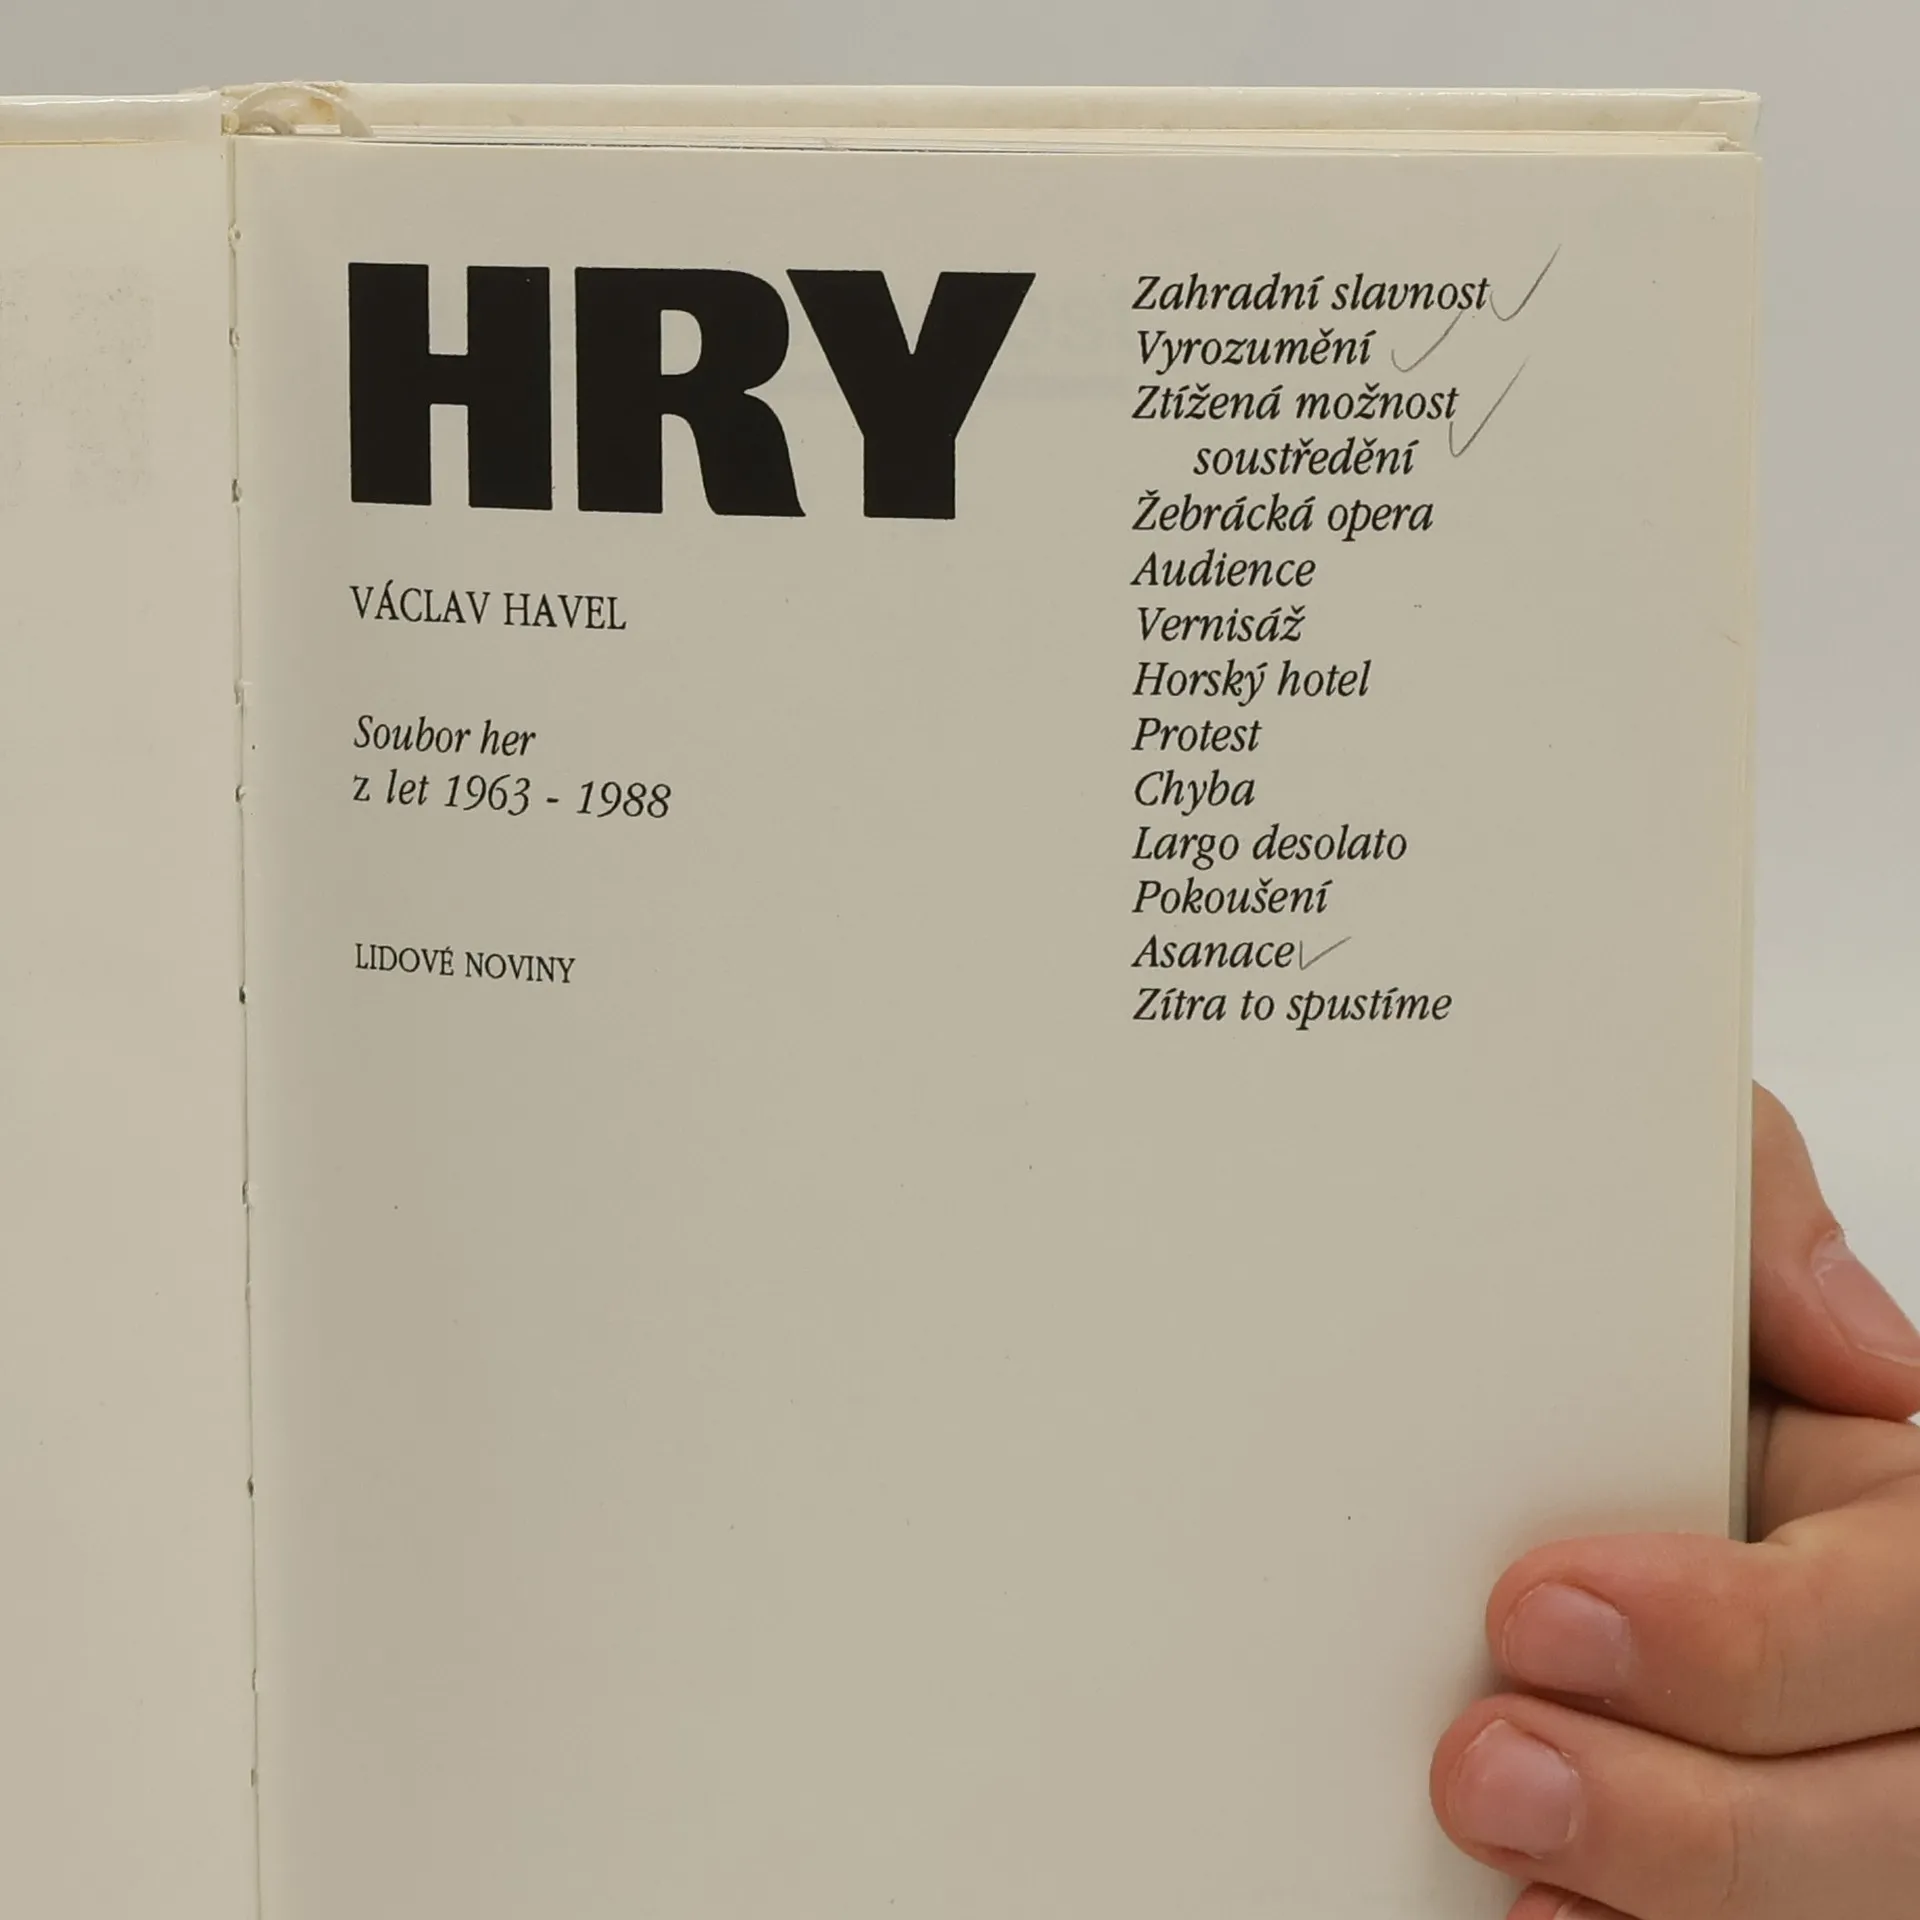 HRY
VÁCLAV HAVEL
Soubor her
z let 1963 - 1988
LIDOVÉ NOVINY
Zahradní slavnost
Vyrozumění
Ztížená možnost
soustředění
Žebrácká opera
Audience
Vernisáž
Horský hotel
Protest
Chyba
Largo desolato
Pokoušení
Asanace
Zítra to spustíme